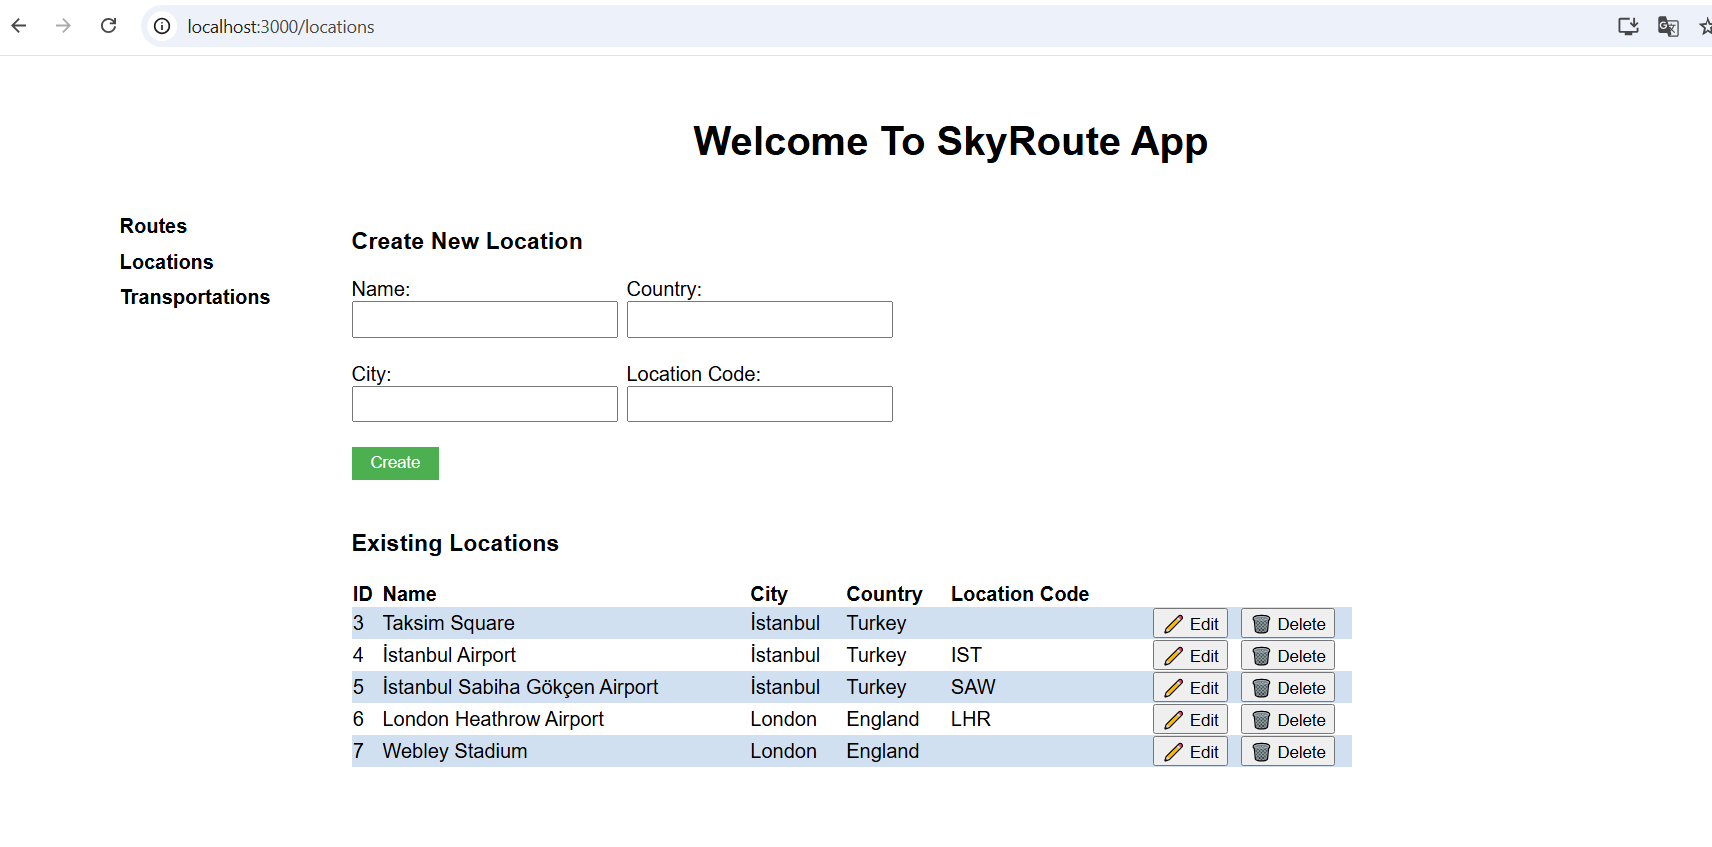 localhost:3000/locations
Welcome To SkyRoute App
Routes
Locations
Transportations
Create New Location
Name: Country:
City: Location Code:
Create
Existing Locations
ID Name City Country Location Code
3 Taksim Square İstanbul Turkey Edit Delete
4 İstanbul Airport İstanbul Turkey IST Edit Delete
5 İstanbul Sabiha Gökçen Airport İstanbul Turkey SAW Edit Delete
6 London Heathrow Airport London England LHR Edit Delete
7 Webley Stadium London England Edit Delete